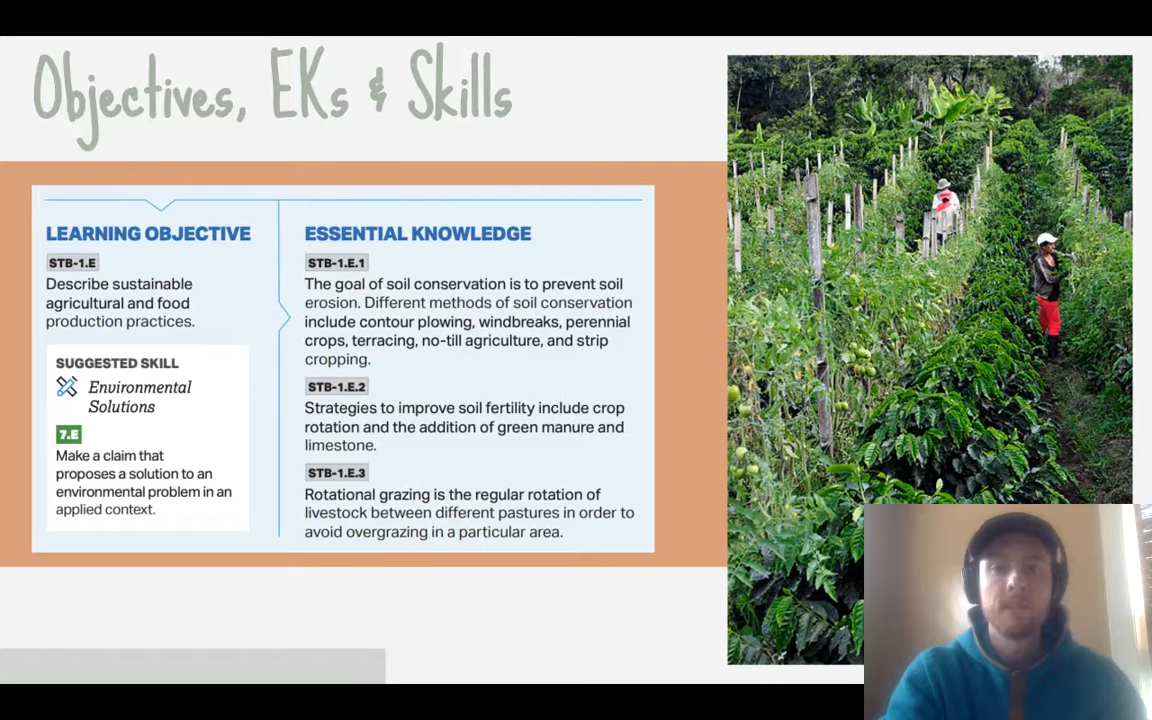 Objectives, EKs & Skills
LEARNING OBJECTIVE
STB-1.E
Describe sustainable
agricultural and food
production practices.
SUGGESTED SKILL
Environmental
Solutions
7.E
Make a claim that
proposes a solution to an
environmental problem in an
applied context.
ESSENTIAL KNOWLEDGE
STB-1.E.1
The goal of soil conservation is to prevent soil
erosion. Different methods of soil conservation
include contour plowing, windbreaks, perennial
crops, terracing, no-till agriculture, and strip
cropping.
STB-1.E.2
Strategies to improve soil fertility include crop
rotation and the addition of green manure and
limestone.
STB-1.E.3
Rotational grazing is the regular rotation of
livestock between different pastures in order to
avoid overgrazing in a particular area.